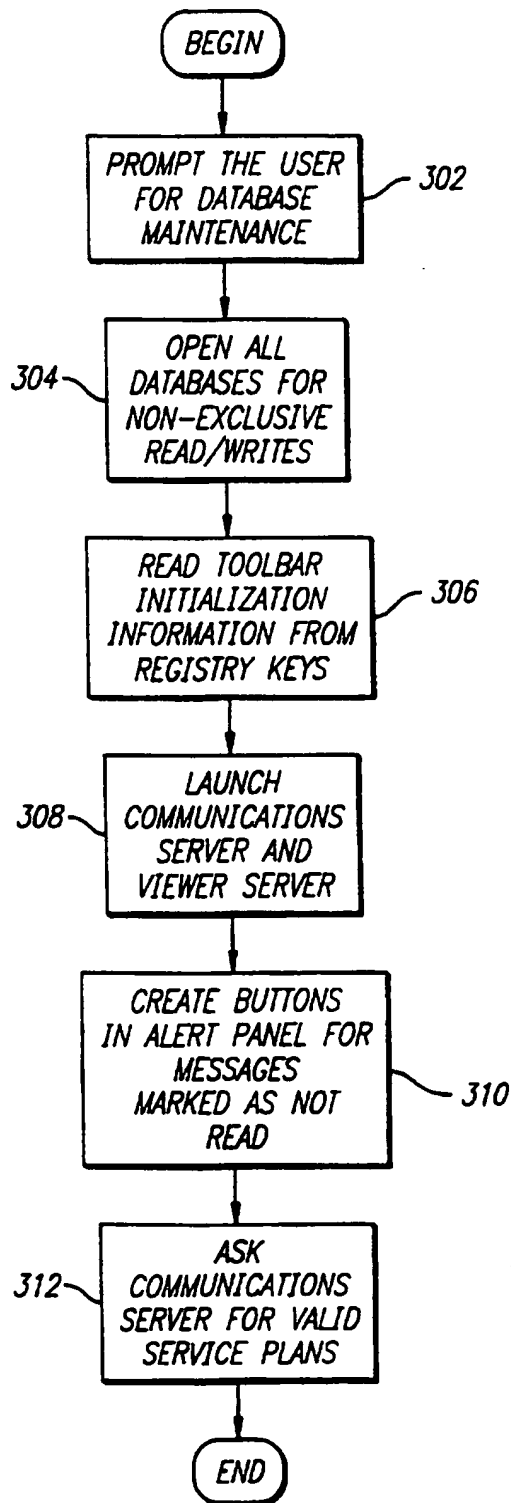 BEGIN
PROMPT THE USER
FOR DATABASE
MAINTENANCE
302
OPEN ALL
DATABASES FOR
NON-EXCLUSIVE
READ/WRITES
304
READ TOOLBAR
INITIALIZATION
INFORMATION FROM
REGISTRY KEYS
306
LAUNCH
COMMUNICATIONS
SERVER AND
VIEWER SERVER
308
CREATE BUTTONS
IN ALERT PANEL FOR
MESSAGES
MARKED AS NOT
READ
310
ASK
COMMUNICATIONS
SERVER FOR VALID
SERVICE PLANS
312
END